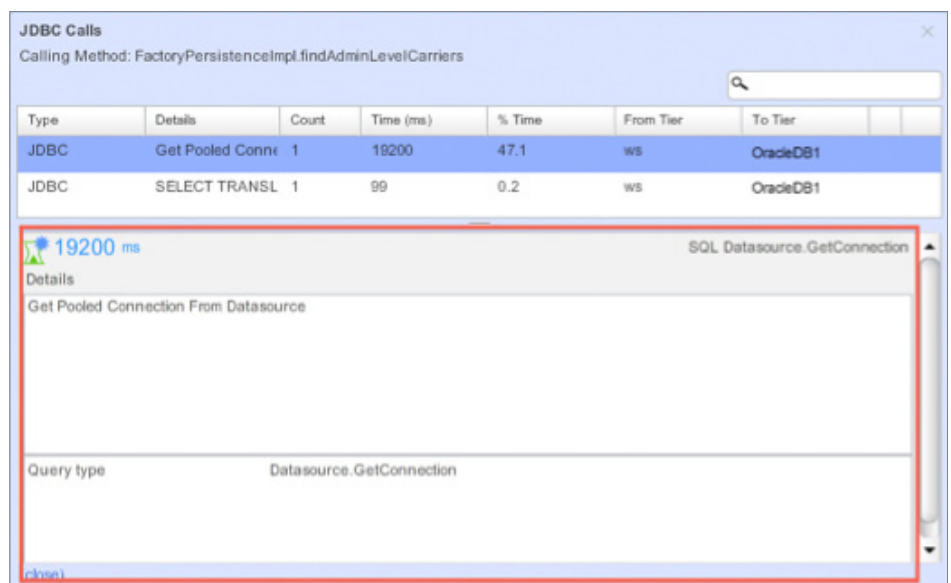 JDBC Calls
Calling Method: FactoryPersistenceImpl.findAdminLevelCarriers
Type Details Count Time (ms) % Time From Tier To Tier
JDBC Get Pooled Conne 1 19200 47.1 ws OracleDB1
JDBC SELECT TRANSL 1 99 0.2 ws OracleDB1
19200 ms SQL Datasource.GetConnection
Details
Get Pooled Connection From Datasource
Query type Datasource.GetConnection
close)